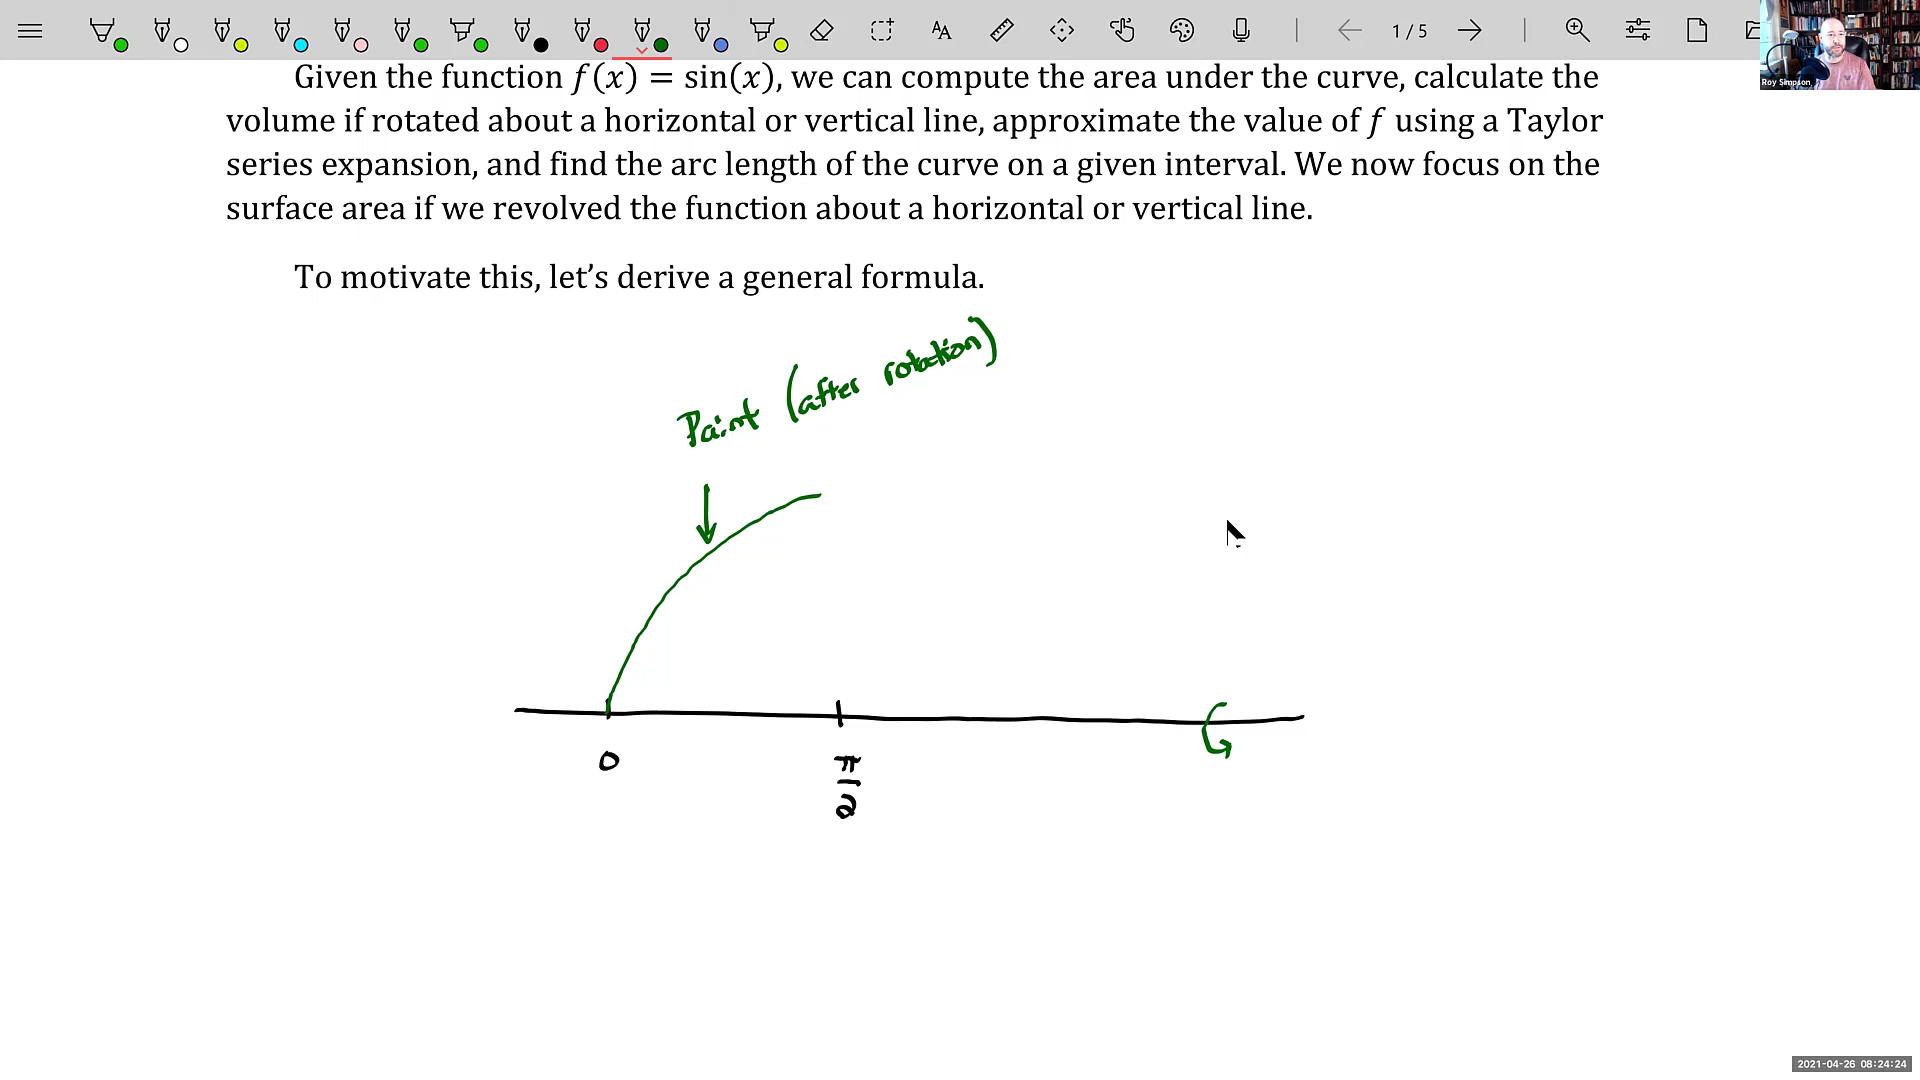 1 / 5
Roy Simpson
Given the function f(x) = sin(x), we can compute the area under the curve, calculate the
volume if rotated about a horizontal or vertical line, approximate the value of f using a Taylor
series expansion, and find the arc length of the curve on a given interval. We now focus on the
surface area if we revolved the function about a horizontal or vertical line.
To motivate this, let’s derive a general formula.
Paint (after rotation)
0
π
2
2021-04-26 08:24:24